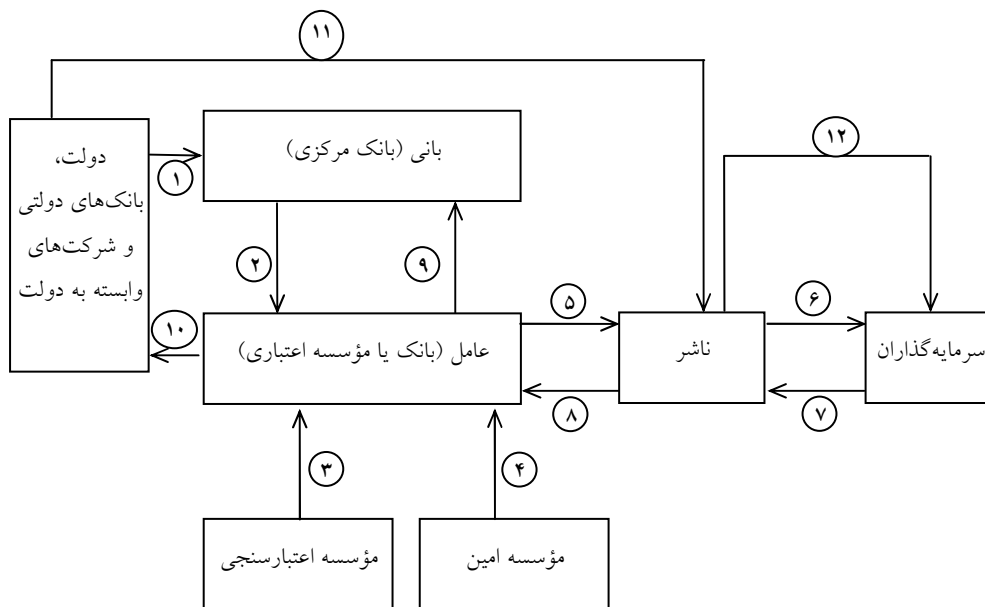 ۱۱
۱۲
دولت،
بانک‌های دولتی
و شرکت‌های
وابسته به دولت
۱
بانی (بانک مرکزی)
۲
۹
۱۰
عامل (بانک یا مؤسسه اعتباری)
۵
۸
ناشر
۶
۷
سرمایه‌گذاران
۳
۴
مؤسسه اعتبارسنجی
مؤسسه امین